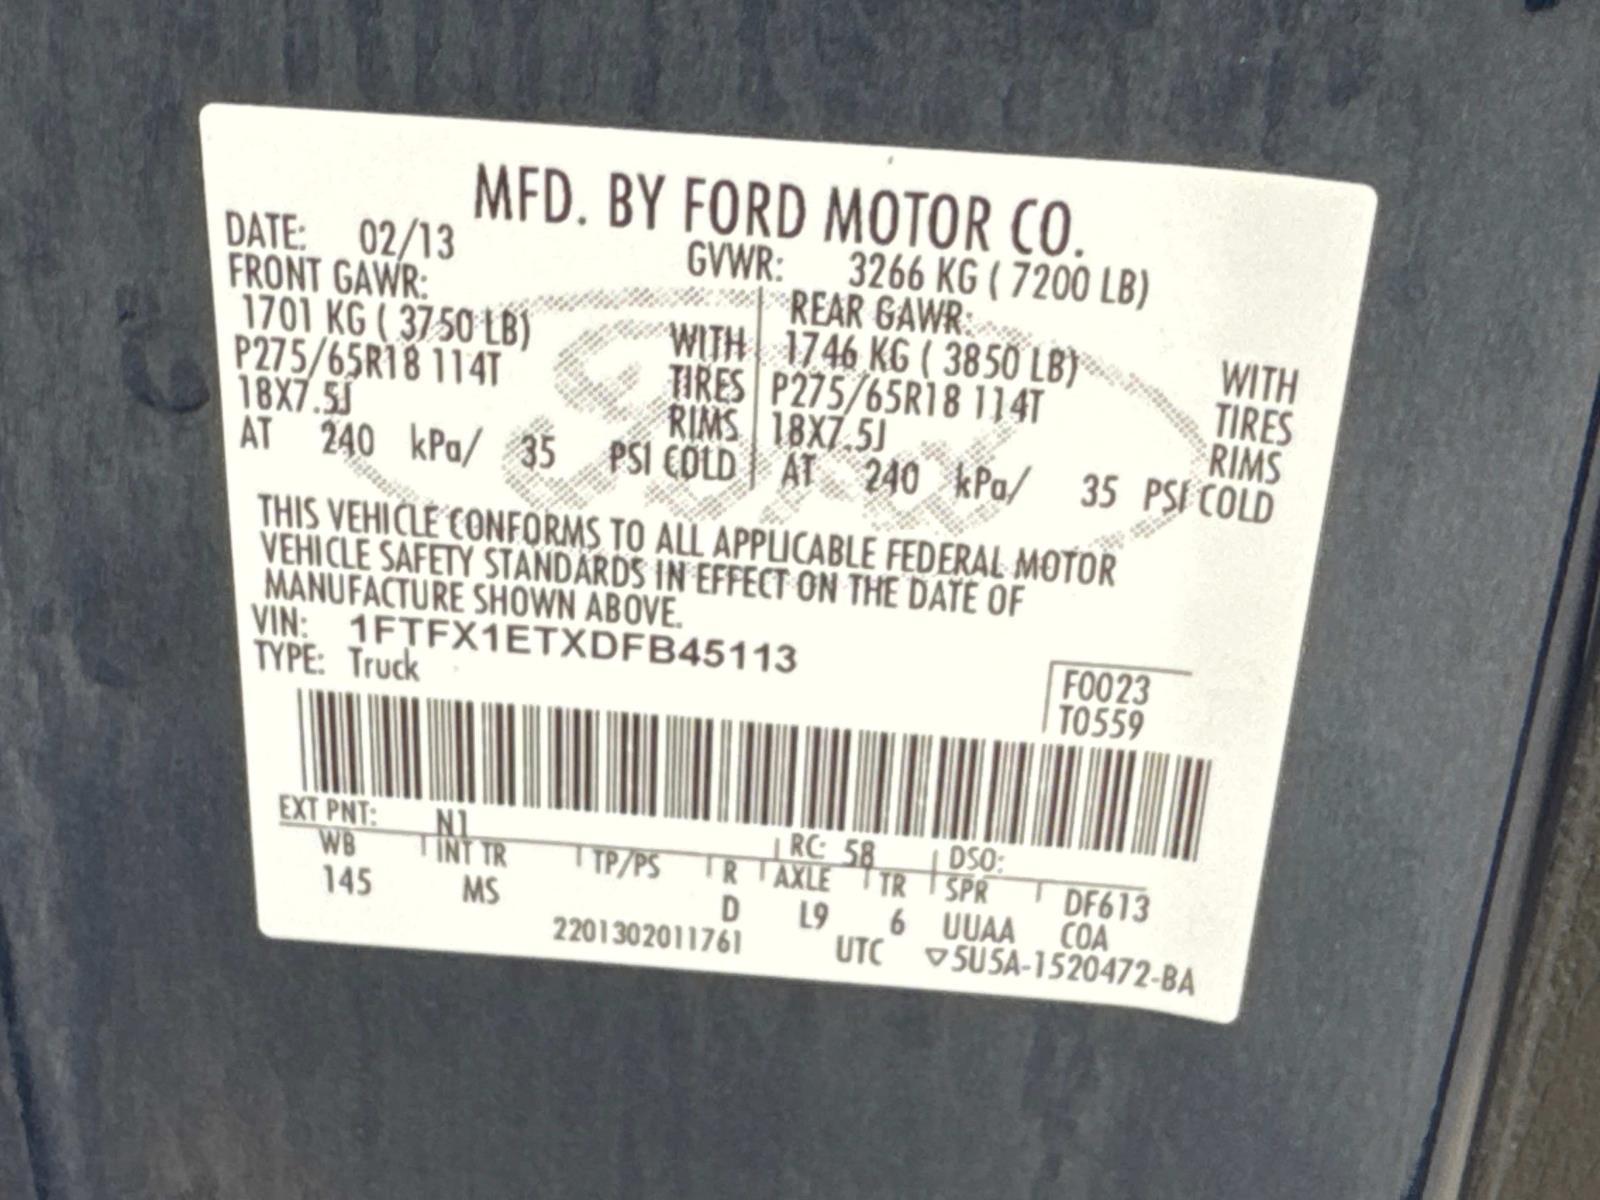 MFD. BY FORD MOTOR CO.
DATE: 02/13
GVWR: 3266 KG ( 7200 LB)
FRONT GAWR:
1701 KG ( 3750 LB)
P275/65R18 114T
18X7.5J
AT 240 kPa/ 35 PSI COLD
WITH
TIRES
RIMS
REAR GAWR:
1746 KG ( 3850 LB)
P275/65R18 114T
18X7.5J
AT 240 kPa/ 35 PSI COLD
WITH
TIRES
RIMS
THIS VEHICLE CONFORMS TO ALL APPLICABLE FEDERAL MOTOR
VEHICLE SAFETY STANDARDS IN EFFECT ON THE DATE OF
MANUFACTURE SHOWN ABOVE.
VIN: 1FTFX1ETXDFB45113
TYPE: Truck
F0023
T0559
EXT PNT: N1 RC: 58 DSO:
WB INT TR TP/PS R AXLE TR SPR DF613
145 MS D L9 6 UUAA COA
2201302011761 UTC ▽5U5A-1520472-BA
Ford